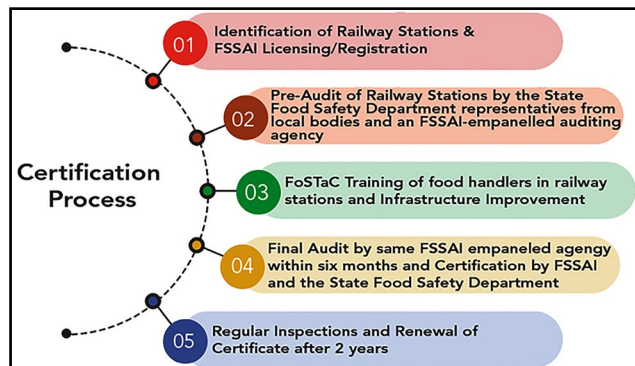 Certification
Process
01
Identification of Railway Stations &
FSSAI Licensing/Registration
02
Pre-Audit of Railway Stations by the State
Food Safety Department representatives from
local bodies and an FSSAI-empanelled auditing
agency
03
FoSTaC Training of food handlers in railway
stations and Infrastructure Improvement
04
Final Audit by same FSSAI empaneled agency
within six months and Certification by FSSAI
and the State Food Safety Department
05
Regular Inspections and Renewal of
Certificate after 2 years